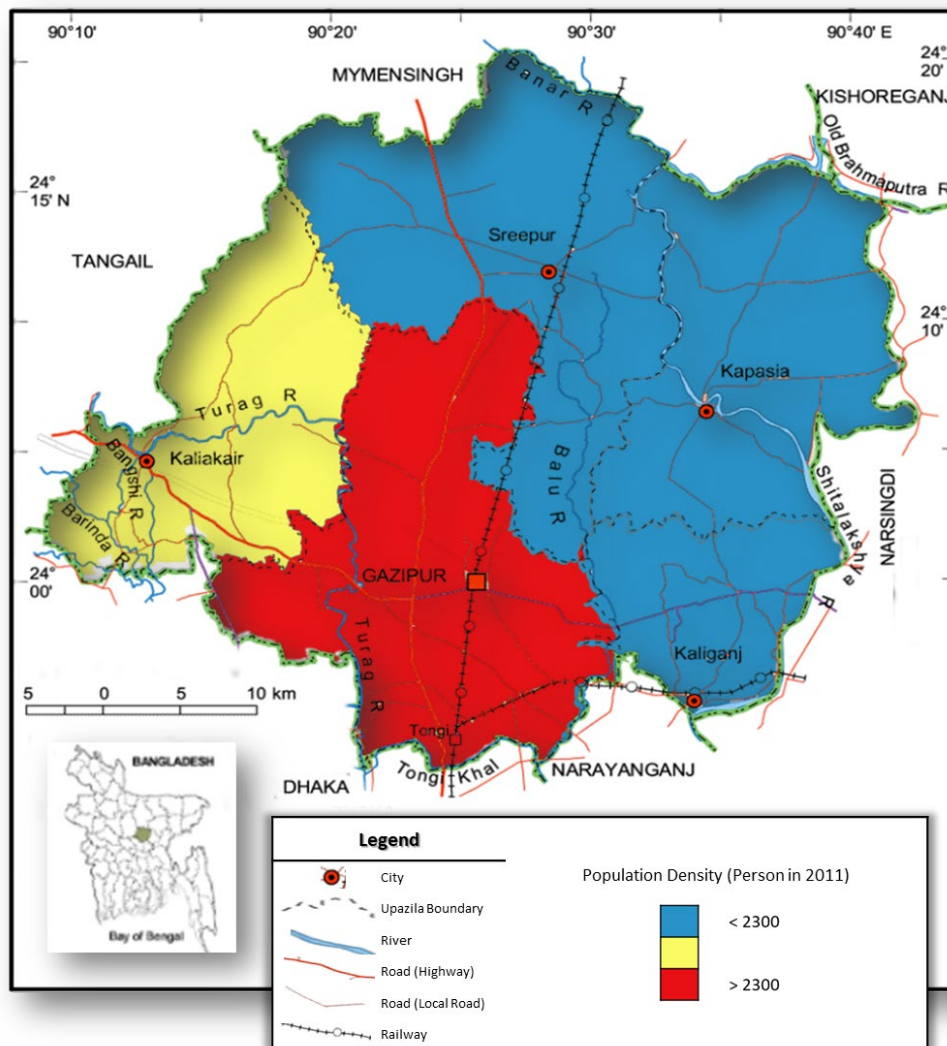 90°10'
90°20'
90°30'
90°40' E
24°
20'
MYMENSINGH
Banar R
KISHOREGANJ
Old Brahmaputra R
24°
15' N
Sreepur
TANGAIL
24°
10'
Kapasia
Turag R
Kaliakair
Bangshi R
Balu R
Shitalakshya R
NARSINGDI
Barinda R
24°
00'
GAZIPUR
Turag R
Kaliganj
5 0 5 10 km
Tongi
Tongi Khal
NARAYANGANJ
DHAKA
BANGLADESH
Bay of Bengal
Legend
City
Upazila Boundary
River
Road (Highway)
Road (Local Road)
Railway
Population Density (Person in 2011)
< 2300
> 2300